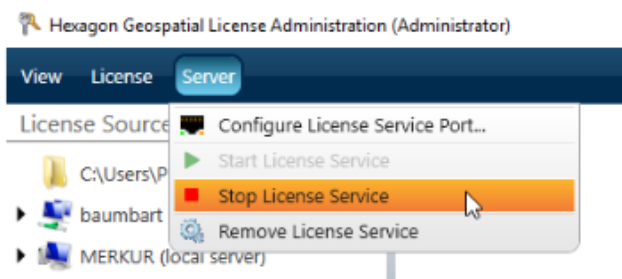 Hexagon Geospatial License Administration (Administrator)
View License Server
License Source
Configure License Service Port...
Start License Service
C:\Users\P
Stop License Service
baumbart
Remove License Service
MERKUR (local server)